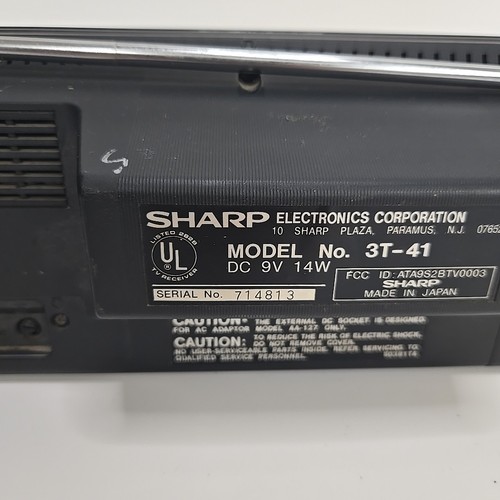 SHARP ELECTRONICS CORPORATION
10 SHARP PLAZA, PARAMUS, N.J. 07652
LISTED 282B
UL
®
TV RECEIVER
MODEL No. 3T-41
DC 9V 14W
FCC ID: ATA9S2BTV0003
SHARP
MADE IN JAPAN
SERIAL No. 714813
CAUTION: THE EXTERNAL DC SOCKET IS DESIGNED
FOR AC ADAPTOR MODEL 4A-127 ONLY.
CAUTION: TO REDUCE THE RISK OF ELECTRIC SHOCK,
DO NOT REMOVE COVER.
NO USER-SERVICEABLE PARTS INSIDE. REFER SERVICING TO
QUALIFIED SERVICE PERSONNEL.